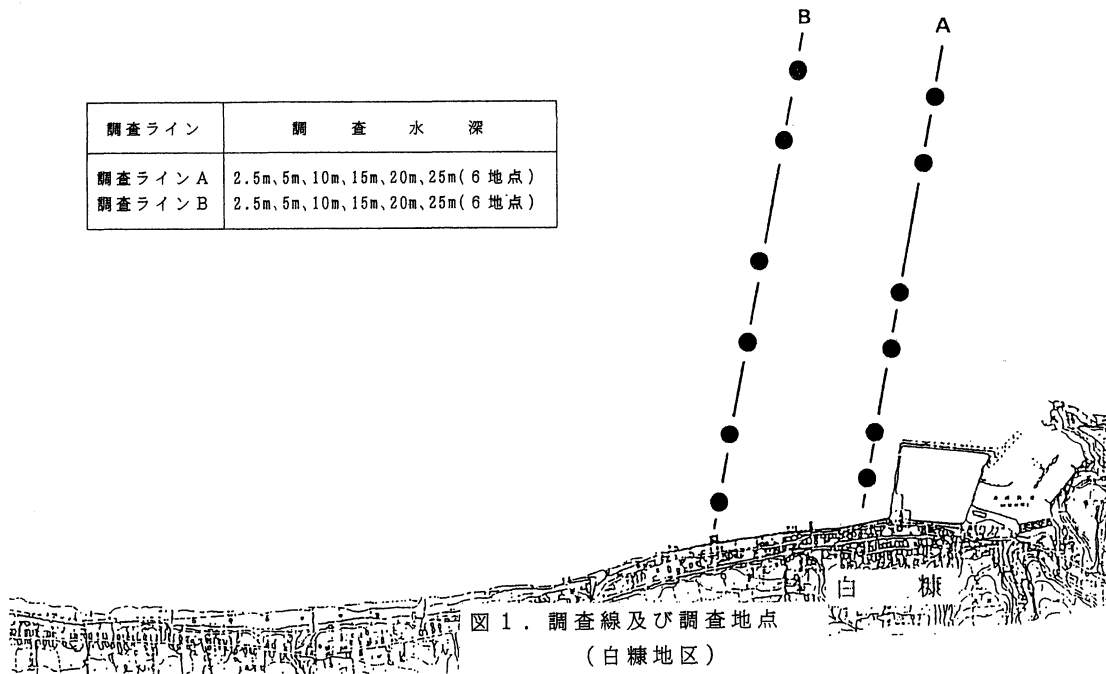 B
A
調査ライン 調査水深
調査ラインA 2.5m、5m、10m、15m、20m、25m(6地点)
調査ラインB 2.5m、5m、10m、15m、20m、25m(6地点)
白糠
図1．調査線及び調査地点
(白糠地区)